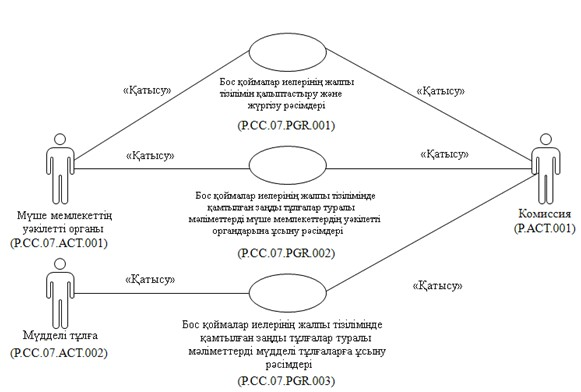 Бос қоймалар иелерінің жалпы
тізілімін қалыптастыру және
жүргізу рәсімдері
(P.CC.07.PGR.001)
«Қатысу»
«Қатысу»
«Қатысу»
«Қатысу»
Мүше мемлекеттің
уәкілетті органы
(P.CC.07.ACT.001)
Бос қоймалар иелерінің жалпы тізілімінде
қамтылған заңды тұлғалар туралы
мәліметтерді мүше мемлекеттердің уәкілетті
органдарына ұсыну рәсімдері
(P.CC.07.PGR.002)
Комиссия
(P.ACT.001)
«Қатысу»
«Қатысу»
Мүдделі тұлға
(P.CC.07.ACT.002)
Бос қоймалар иелерінің жалпы тізілімінде
қамтылған заңды тұлғалар туралы
мәліметтерді мүдделі тұлғаларға ұсыну
рәсімдері
(P.CC.07.PGR.003)